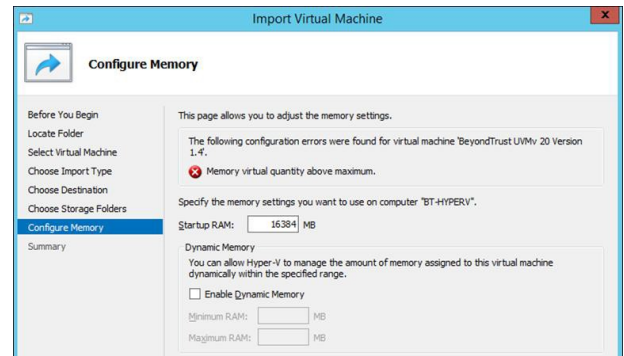 Import Virtual Machine
x
Configure Memory
Before You Begin
Locate Folder
Select Virtual Machine
Choose Import Type
Choose Destination
Choose Storage Folders
Configure Memory
Summary
This page allows you to adjust the memory settings.
The following configuration errors were found for virtual machine 'BeyondTrust UVMv 20 Version
1.4'.
Memory virtual quantity above maximum.
Specify the memory settings you want to use on computer "BT-HYPERV".
Startup RAM: 16384 MB
Dynamic Memory
You can allow Hyper-V to manage the amount of memory assigned to this virtual machine
dynamically within the specified range.
Enable Dynamic Memory
Minimum RAM: MB
Maximum RAM: MB